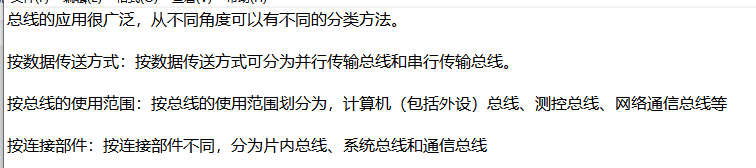 总线的应用很广泛，从不同角度可以有不同的分类方法。
按数据传送方式：按数据传送方式可分为并行传输总线和串行传输总线。
按总线的使用范围：按总线的使用范围划分为，计算机（包括外设）总线、测控总线、网络通信总线等
按连接部件：按连接部件不同，分为片内总线、系统总线和通信总线